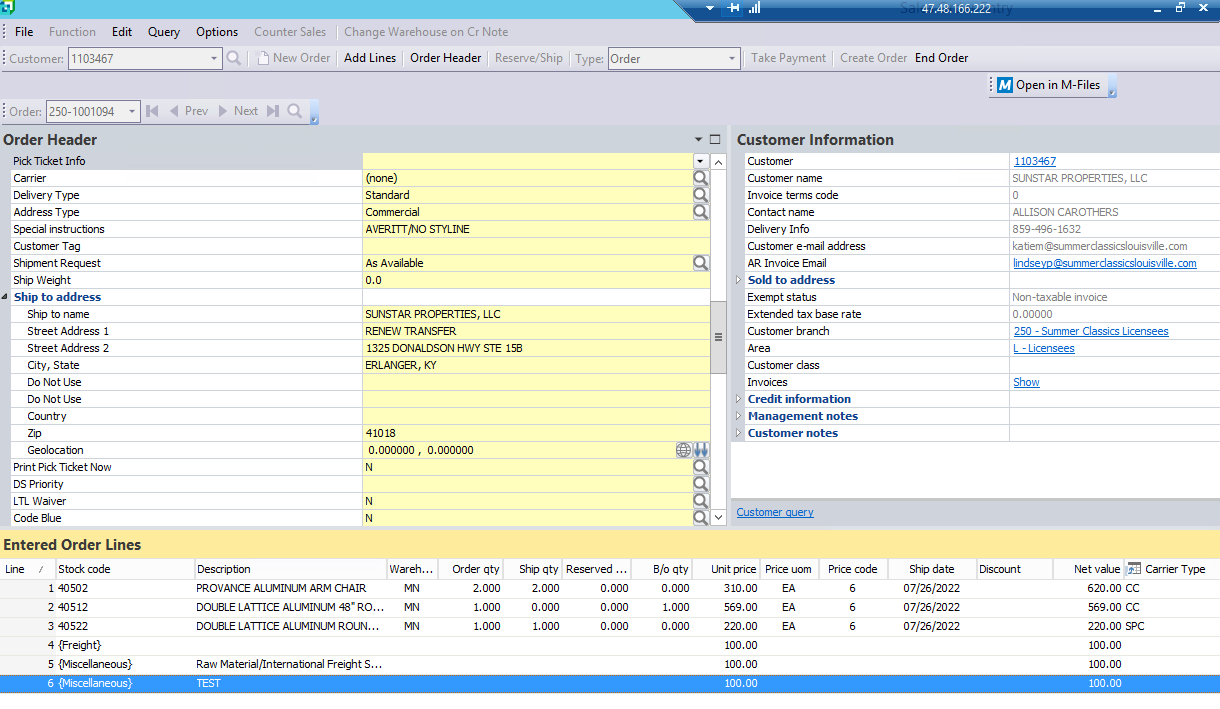 47.48.166.222
File Function Edit Query Options Counter Sales Change Warehouse on Cr Note
Customer: 1103467 New Order Add Lines Order Header Reserve/Ship Type: Order Take Payment Create Order End Order
M Open in M-Files
Order: 250-1001094 Prev Next
Order Header
Pick Ticket Info
Carrier (none)
Delivery Type Standard
Address Type Commercial
Special instructions AVERITT/NO STYLINE
Customer Tag
Shipment Request As Available
Ship Weight 0.0
Ship to address
Ship to name SUNSTAR PROPERTIES, LLC
Street Address 1 RENEW TRANSFER
Street Address 2 1325 DONALDSON HWY STE 15B
City, State ERLANGER, KY
Do Not Use
Do Not Use
Country
Zip 41018
Geolocation 0.000000 , 0.000000
Print Pick Ticket Now N
DS Priority
LTL Waiver N
Code Blue N
Customer Information
Customer 1103467
Customer name SUNSTAR PROPERTIES, LLC
Invoice terms code 0
Contact name ALLISON CAROTHERS
Delivery Info 859-496-1632
Customer e-mail address katiem@summerclassicslouisville.com
AR Invoice Email lindseyp@summerclassicslouisville.com
Sold to address
Exempt status Non-taxable invoice
Extended tax base rate 0.00000
Customer branch 250 - Summer Classics Licensees
Area L - Licensees
Customer class
Invoices Show
Credit information
Management notes
Customer notes
Customer query
Entered Order Lines
Line Stock code Description Wareh... Order qty Ship qty Reserved ... B/o qty Unit price Price uom Price code Ship date Discount Net value Carrier Type
1 40502 PROVANCE ALUMINUM ARM CHAIR MN 2.000 2.000 0.000 0.000 310.00 EA 6 07/26/2022 620.00 CC
2 40512 DOUBLE LATTICE ALUMINUM 48" RO... MN 1.000 0.000 0.000 1.000 569.00 EA 6 07/26/2022 569.00 CC
3 40522 DOUBLE LATTICE ALUMINUM ROUN... MN 1.000 1.000 0.000 0.000 220.00 EA 6 07/26/2022 220.00 SPC
4 {Freight} 100.00 100.00
5 {Miscellaneous} Raw Material/International Freight S... 100.00 100.00
6 {Miscellaneous} TEST 100.00 100.00